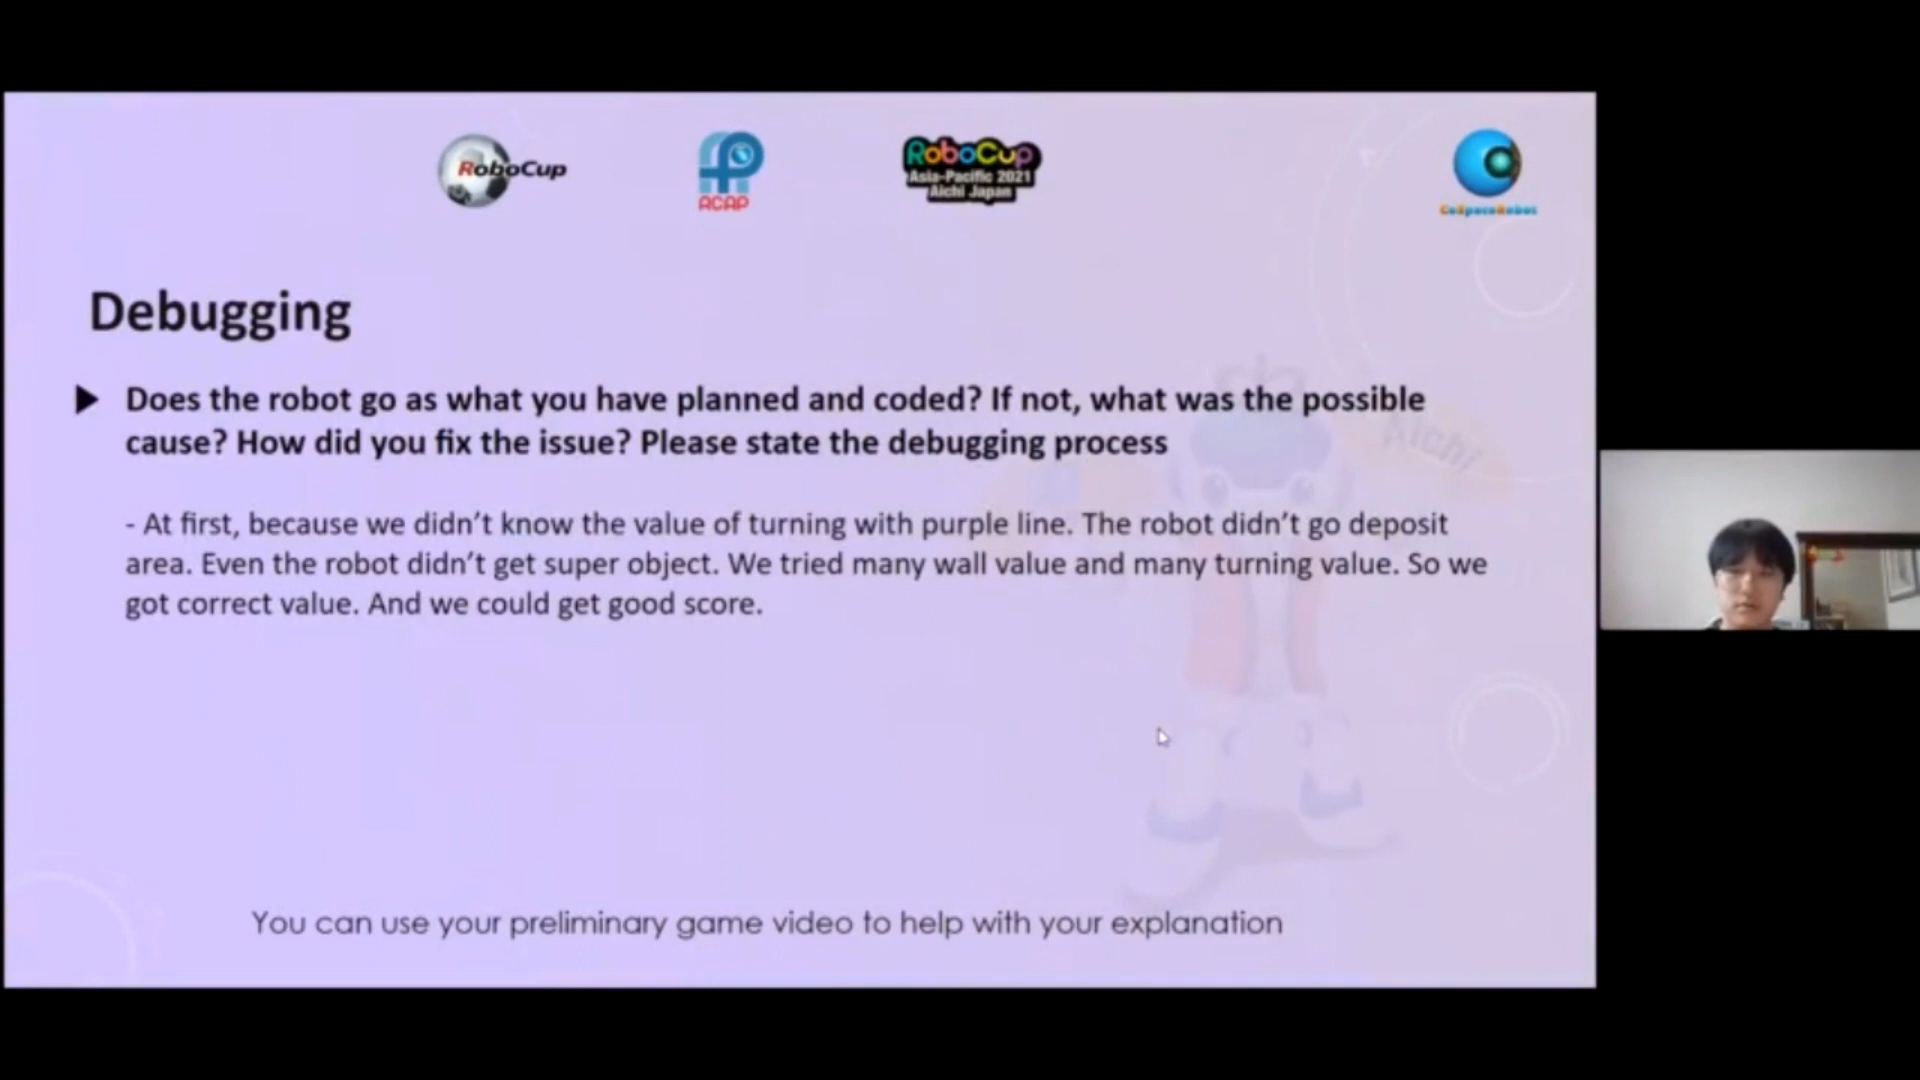 RoboCup
RCAP
RoboCup
Asia-Pacific 2021
Aichi Japan
CoSpaceRobot
Debugging
Does the robot go as what you have planned and coded? If not, what was the possible
cause? How did you fix the issue? Please state the debugging process
Aichi
- At first, because we didn’t know the value of turning with purple line. The robot didn’t go deposit
area. Even the robot didn’t get super object. We tried many wall value and many turning value. So we
got correct value. And we could get good score.
You can use your preliminary game video to help with your explanation